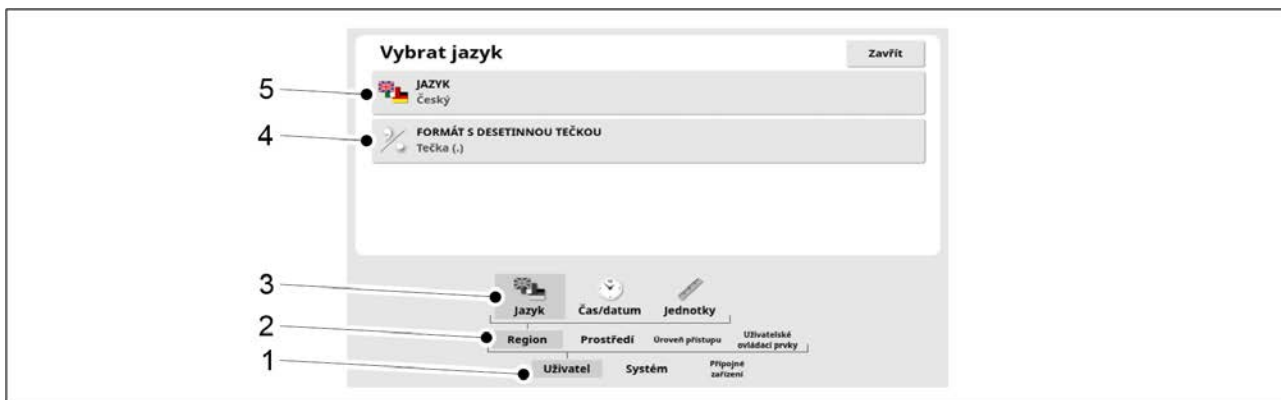 Vybrat jazyk
Zavřít
5
JAZYK
Český
4
FORMÁT S DESETINNOU TEČKOU
Tečka (.)
3
Jazyk Čas/datum Jednotky
2
Region Prostředí Úroveň přístupu Uživatelské
ovládací prvky
1
Uživatel Systém Přípojné
zařízení